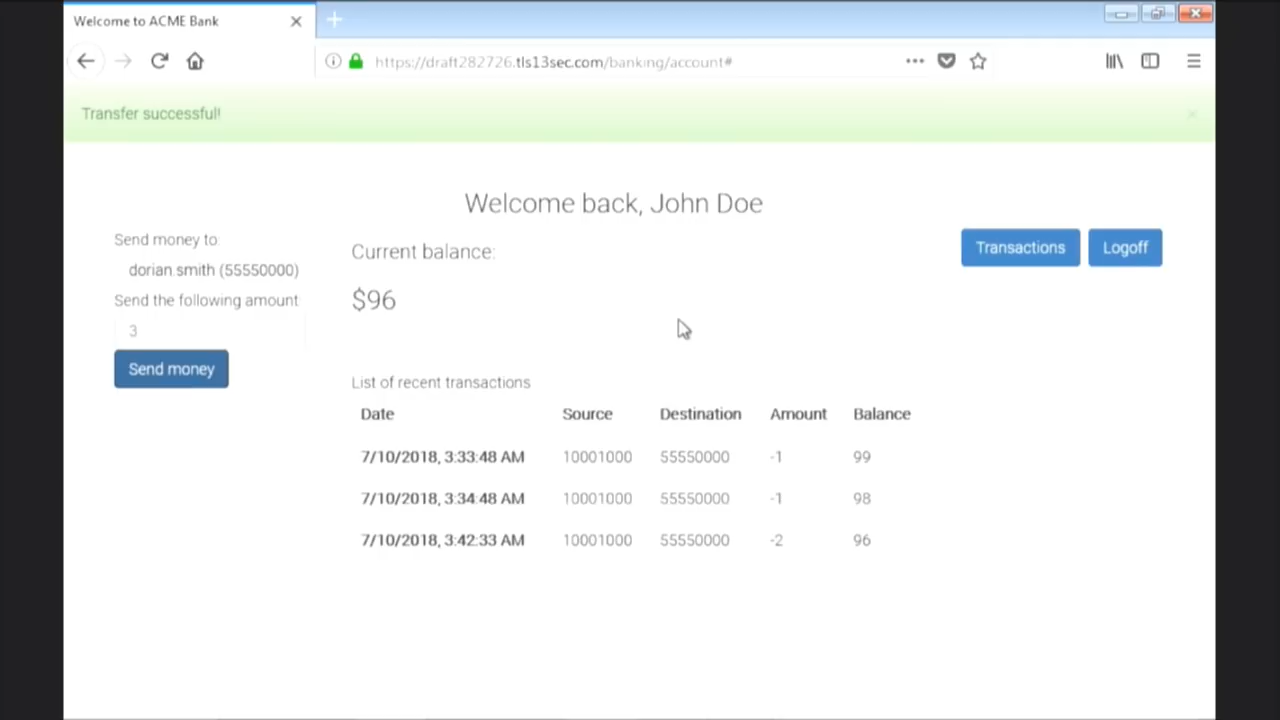 Welcome to ACME Bank
https://draft282726.tls13sec.com/banking/account#
Transfer successful!
Welcome back, John Doe
Send money to:
dorian.smith (55550000)
Send the following amount
3
Send money
Current balance:
$96
Transactions
Logoff
List of recent transactions
Date Source Destination Amount Balance
7/10/2018, 3:33:48 AM 10001000 55550000 -1 99
7/10/2018, 3:34:48 AM 10001000 55550000 -1 98
7/10/2018, 3:42:33 AM 10001000 55550000 -2 96